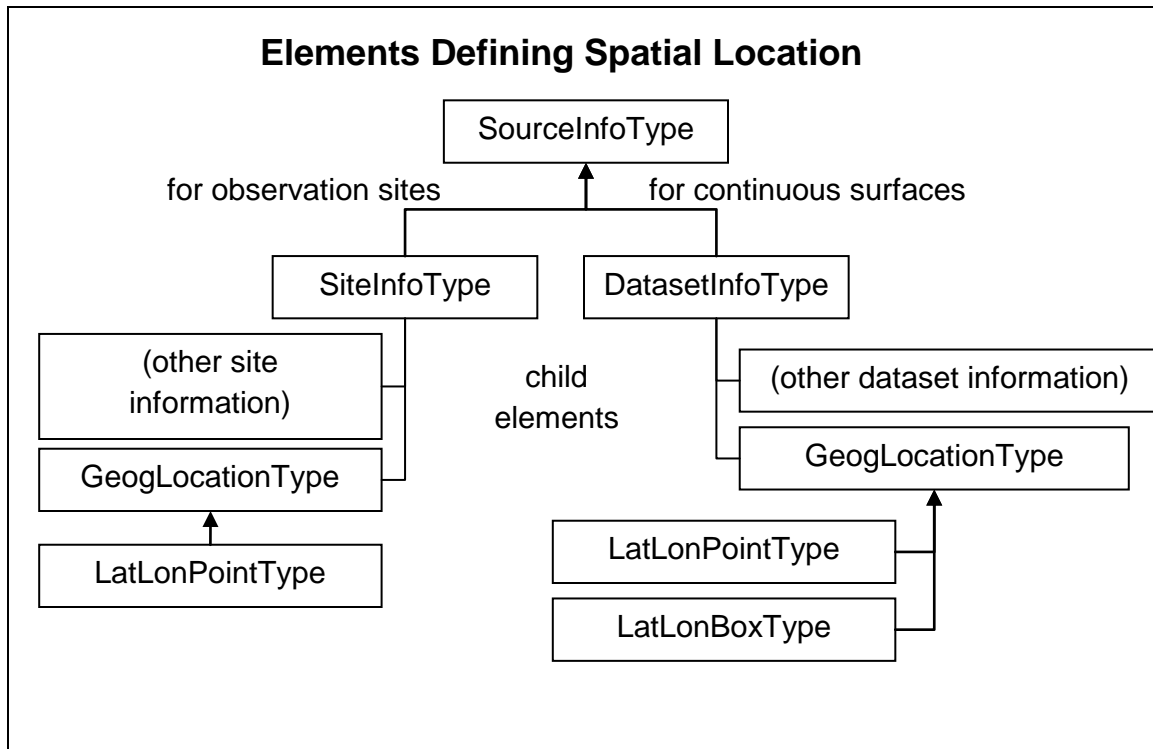 Elements Defining Spatial Location
SourceInfoType
for observation sites
for continuous surfaces
SiteInfoType
DatasetInfoType
(other site
information)
child
elements
(other dataset information)
GeogLocationType
GeogLocationType
LatLonPointType
LatLonPointType
LatLonBoxType